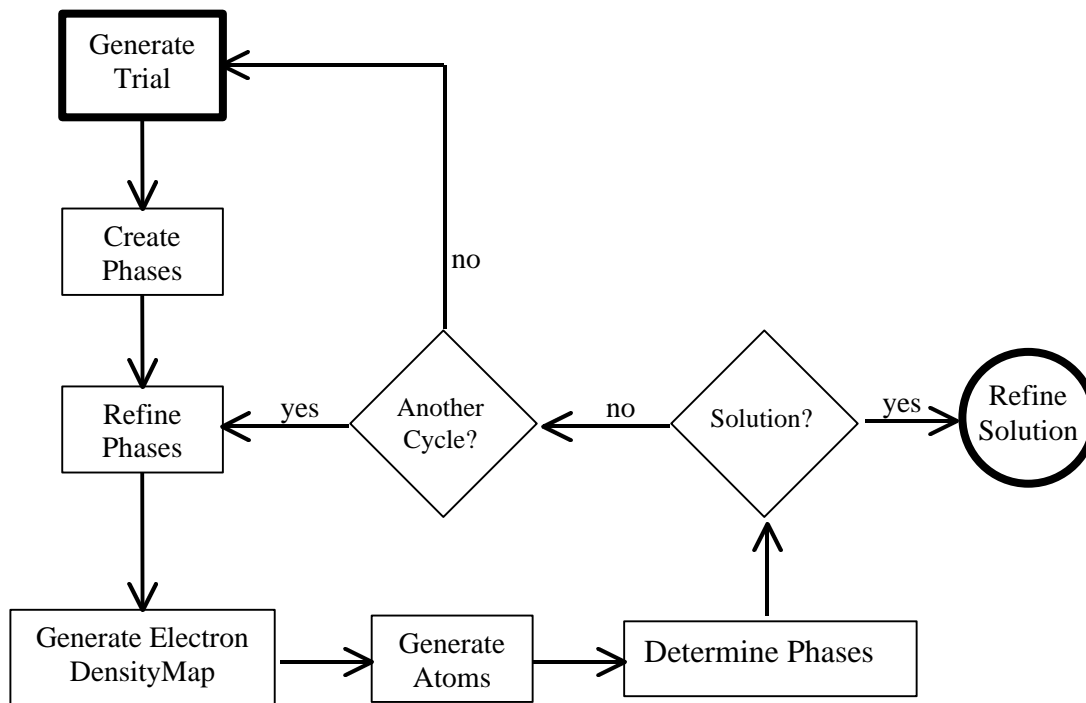 Generate
Trial
Create
Phases
no
Refine
Phases
yes
Another
Cycle?
no
Solution?
yes
Refine
Solution
Generate Electron
DensityMap
Generate
Atoms
Determine Phases